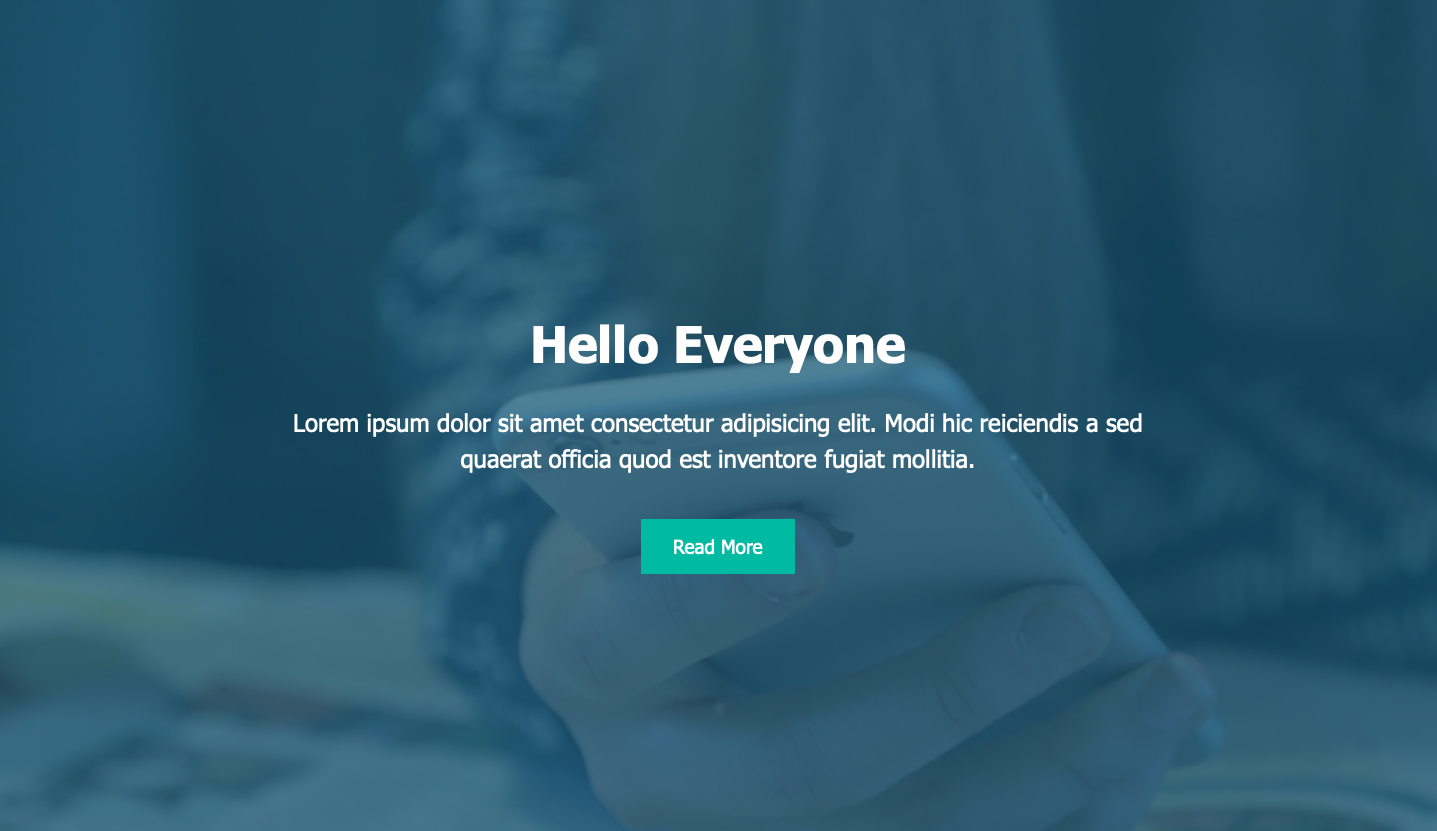 Hello Everyone
Lorem ipsum dolor sit amet consectetur adipisicing elit. Modi hic reiciendis a sed
quaerat officia quod est inventore fugiat mollitia.
Read More